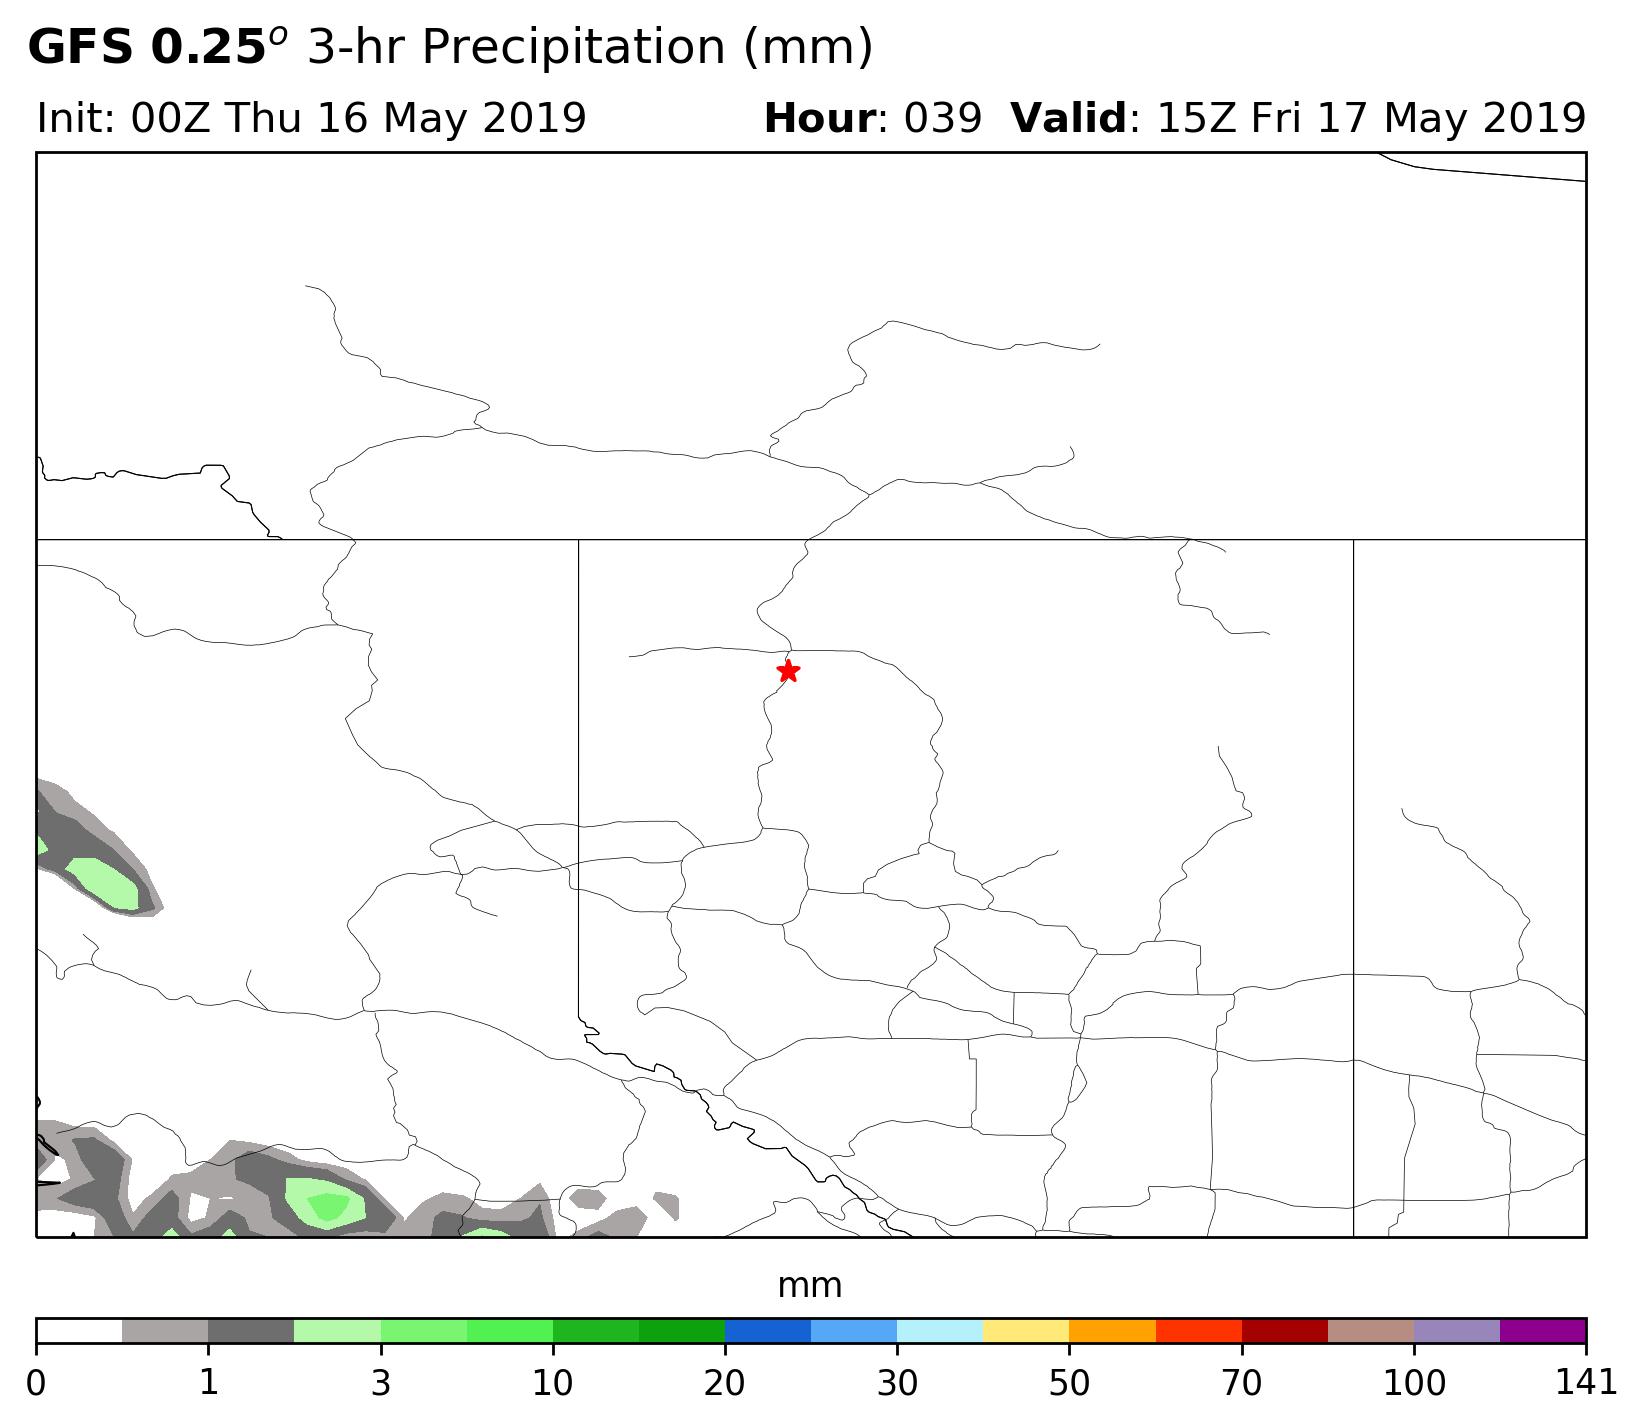 GFS 0.25° 3-hr Precipitation (mm)
Init: 00Z Thu 16 May 2019 Hour: 039 Valid: 15Z Fri 17 May 2019
mm
0 1 3 10 20 30 50 70 100 141